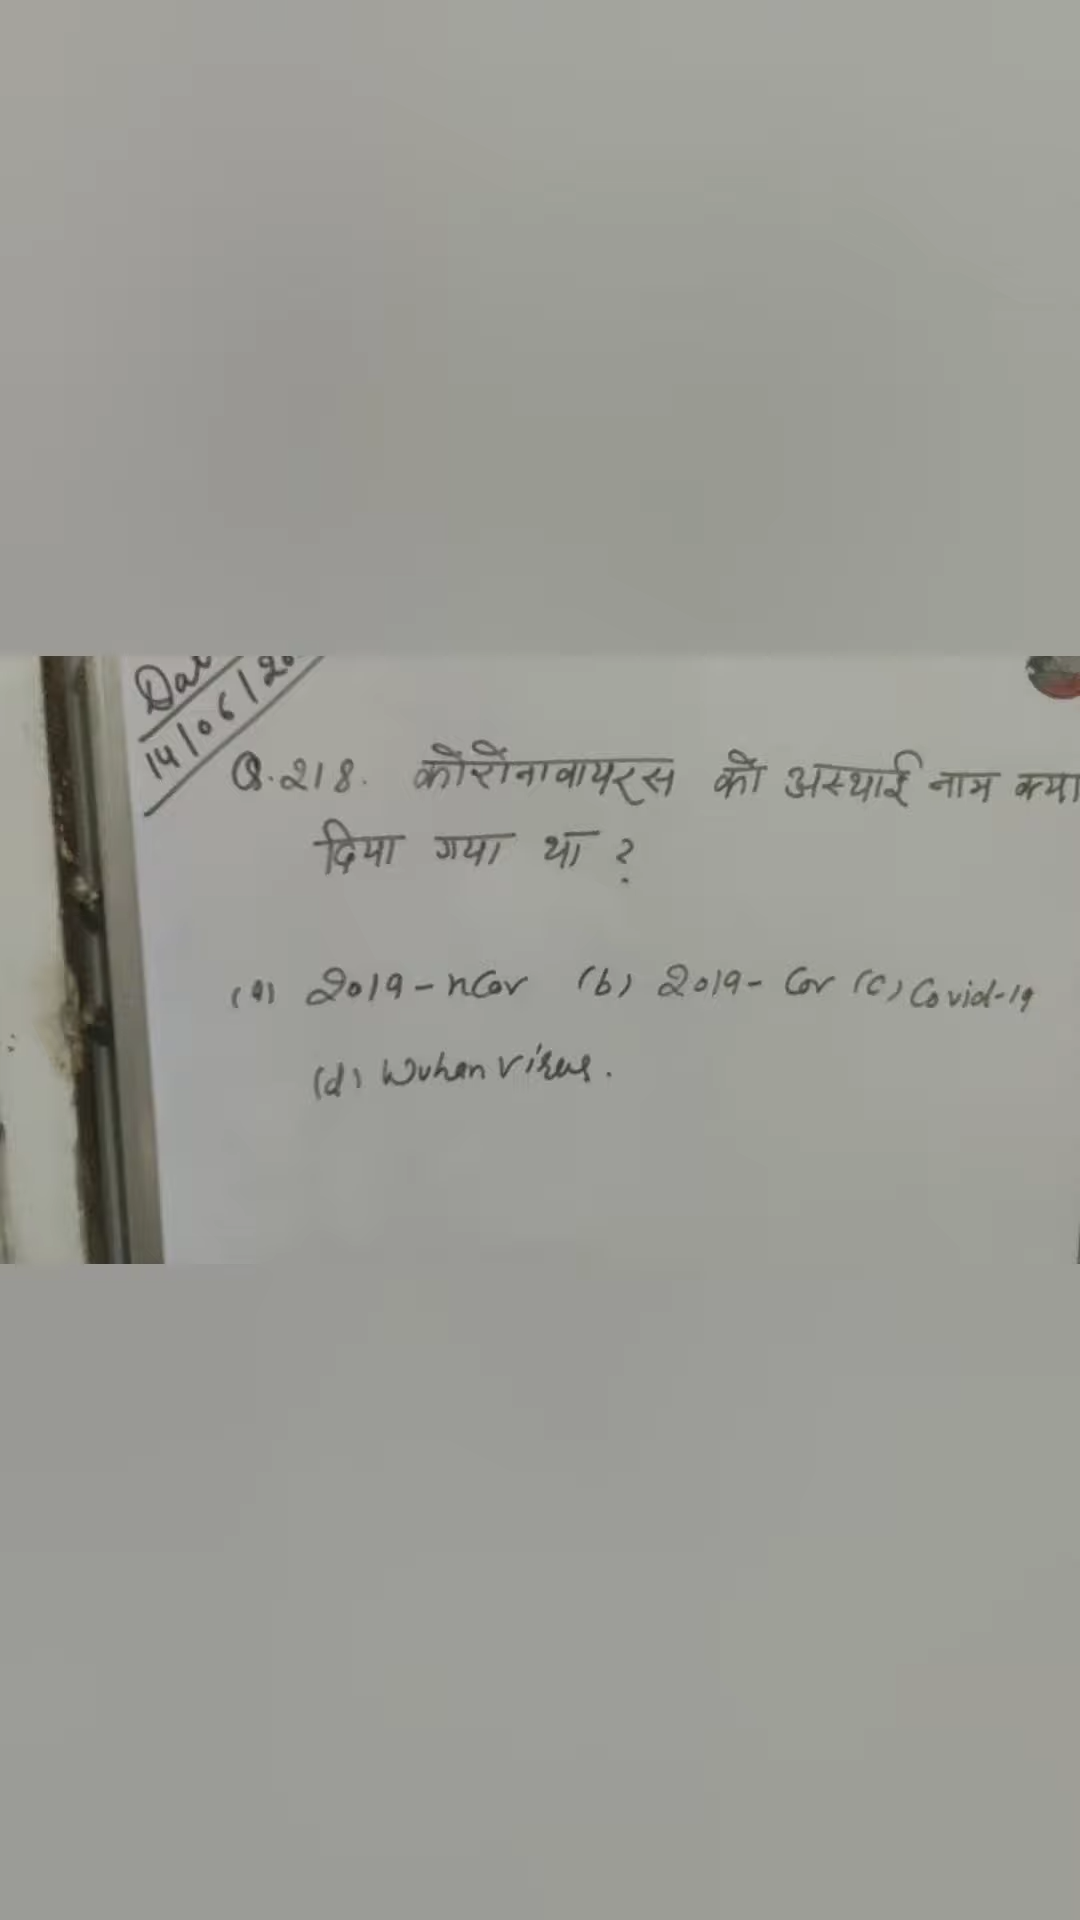 14/06/20
Q.218. कोरोनावायरस को अस्थाई नाम क्या
दिया गया था ?
(a) 2019-nCov (b) 2019-Cov (c) Covid-19
(d) Wuhan Virus.